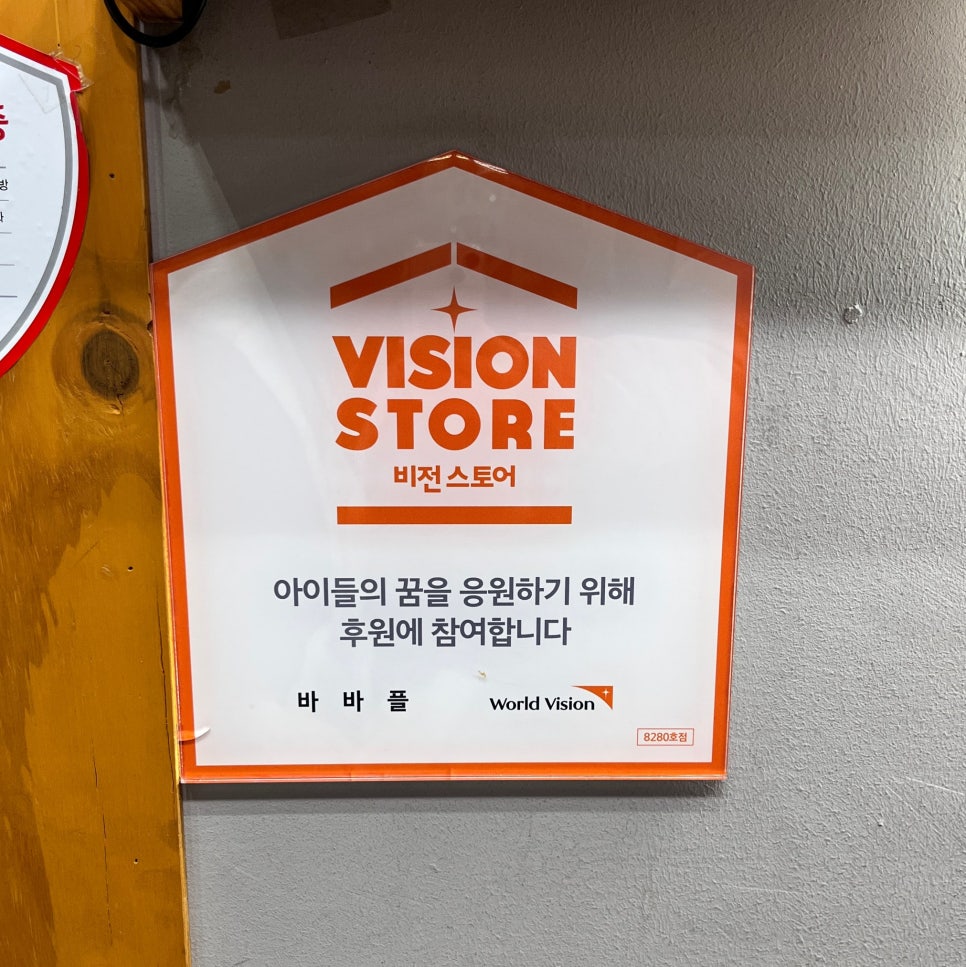 VISION
STORE
비전 스토어
아이들의 꿈을 응원하기 위해
후원에 참여합니다
바 바 플
World Vision
8280호점